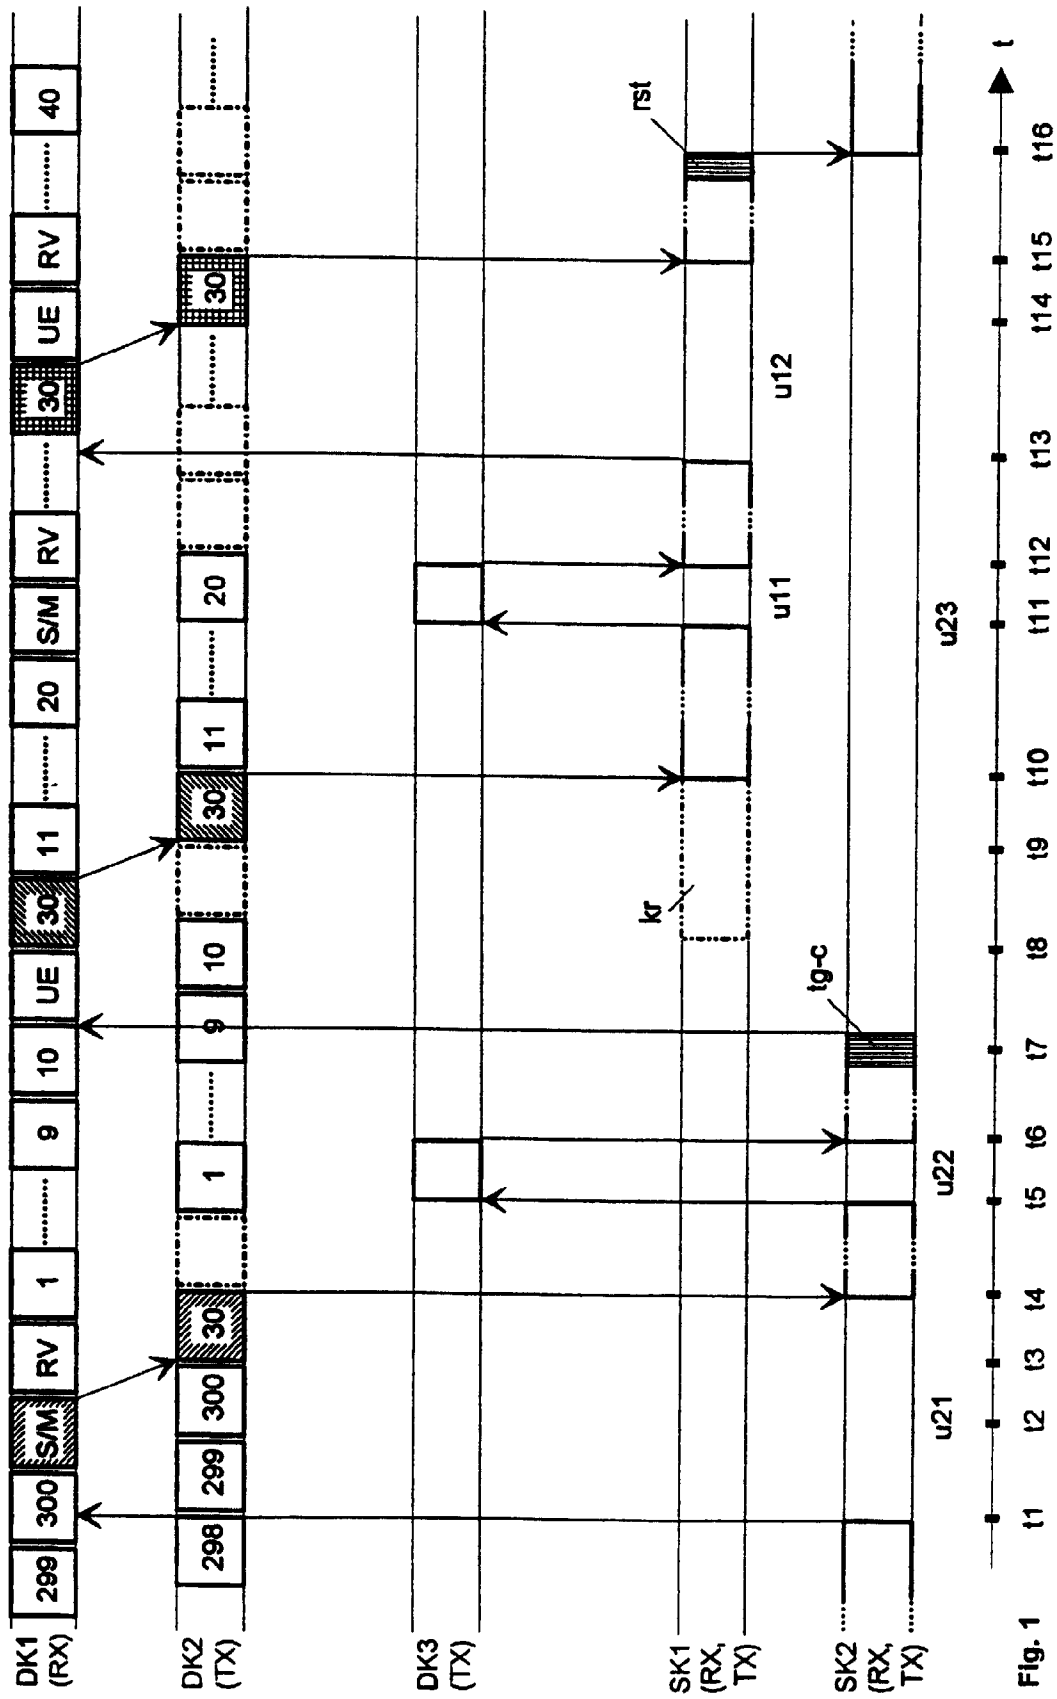 DK1
(RX)
299
300
S/M
RV
1
..........
9
10
UE
30
11
..........
20
S/M
RV
..........
30
UE
RV
..........
40
DK2
(TX)
298
299
300
30
1
..........
9
10
30
11
..........
20
..........
30
..........
DK3
(TX)
SK1
(RX,
TX)
kr
u11
u12
rst
SK2
(RX,
TX)
u21
u22
tg-c
u23
t
t1
t2
t3
t4
t5
t6
t7
t8
t9
t10
t11
t12
t13
t14
t15
t16
Fig. 1